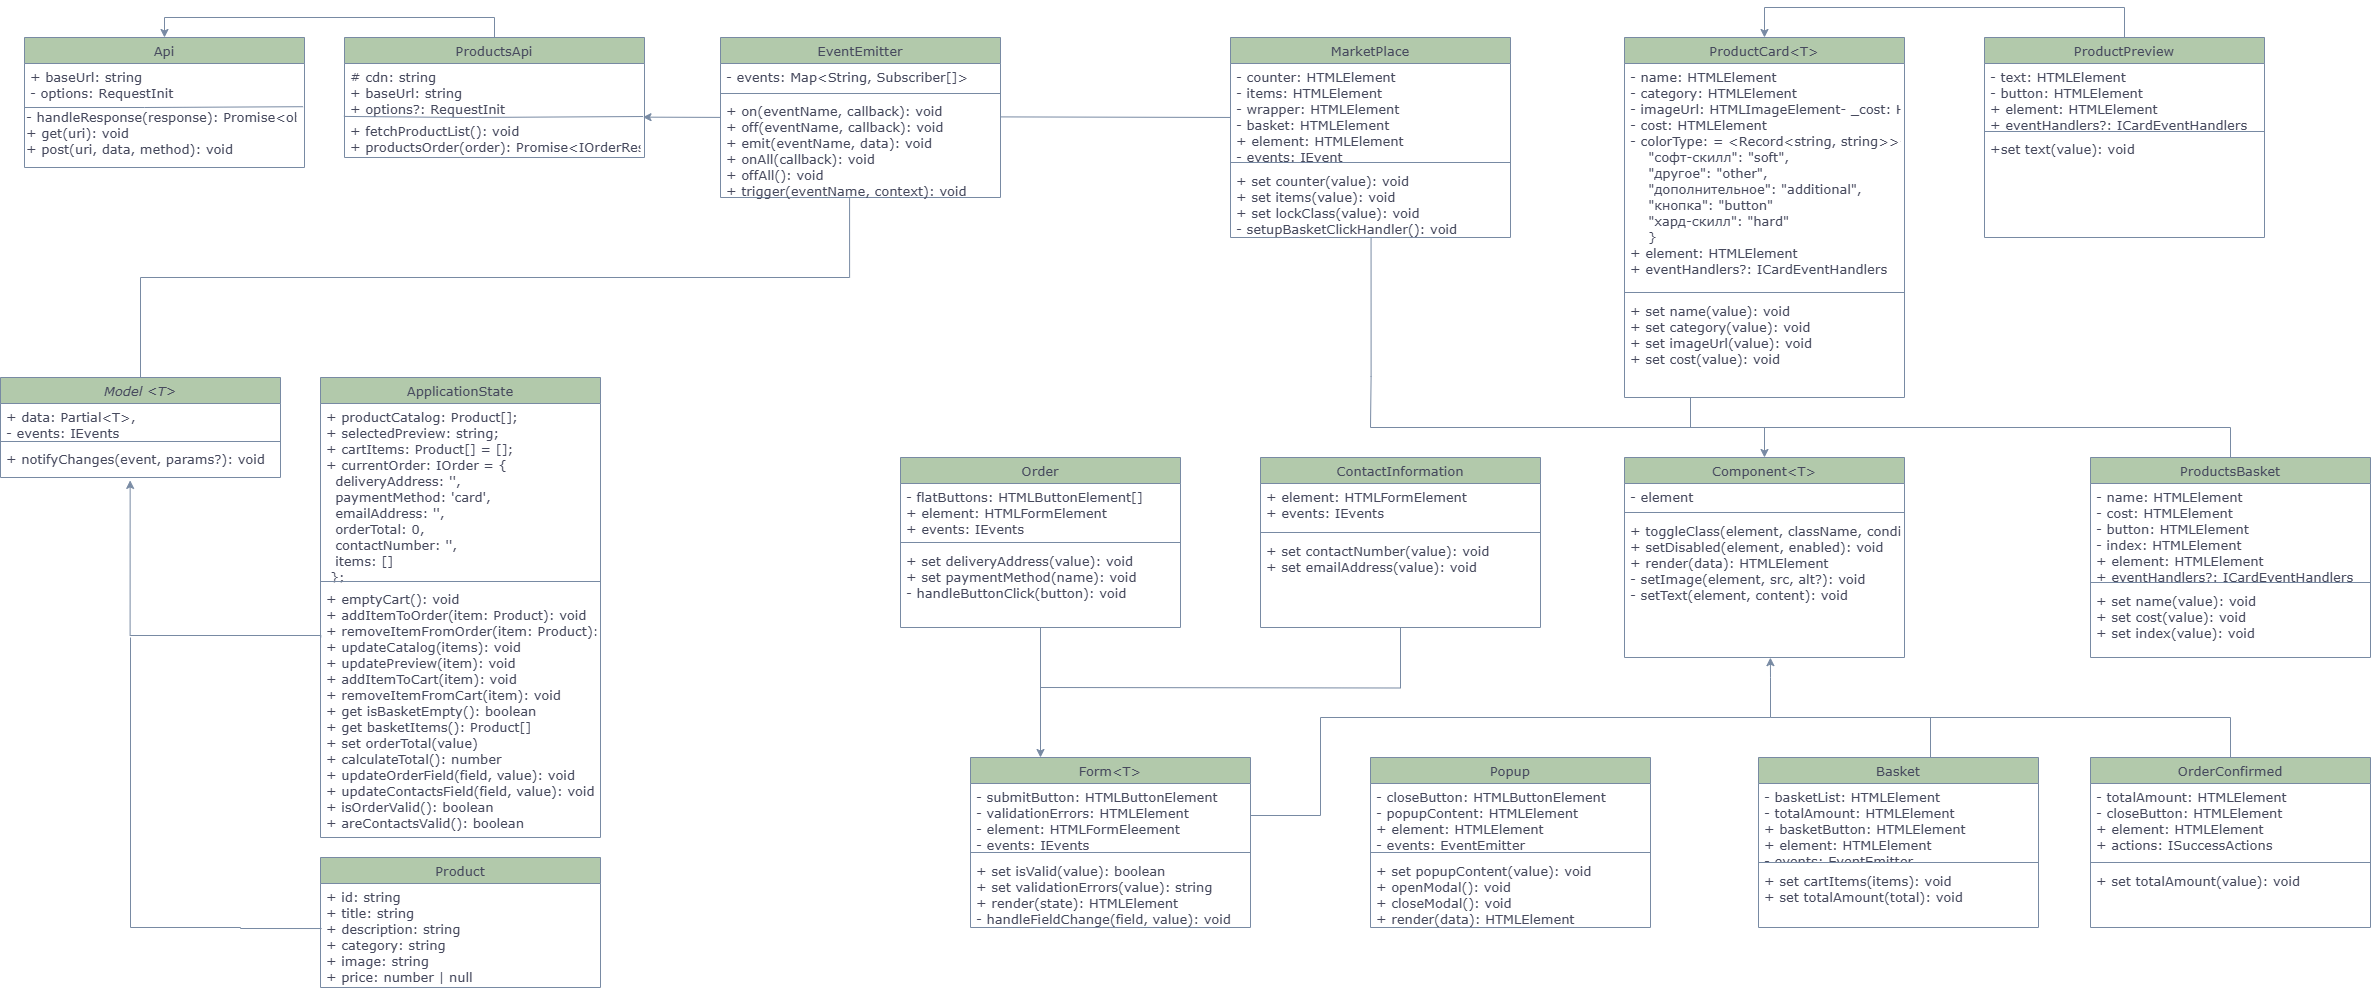 Api
+ baseUrl: string
- options: RequestInit
- handleResponse(response): Promise<ol
+ get(uri): void
+ post(uri, data, method): void
ProductsApi
# cdn: string
+ baseUrl: string
+ options?: RequestInit
+ fetchProductList(): void
+ productsOrder(order): Promise<IOrderRes
EventEmitter
- events: Map<String, Subscriber[]>
+ on(eventName, callback): void
+ off(eventName, callback): void
+ emit(eventName, data): void
+ onAll(callback): void
+ offAll(): void
+ trigger(eventName, context): void
MarketPlace
- counter: HTMLElement
- items: HTMLElement
- wrapper: HTMLElement
- basket: HTMLElement
+ element: HTMLElement
- events: IEvent
+ set counter(value): void
+ set items(value): void
+ set lockClass(value): void
- setupBasketClickHandler(): void
ProductCard<T>
- name: HTMLElement
- category: HTMLElement
- imageUrl: HTMLImageElement- _cost: H
- cost: HTMLElement
- colorType: = <Record<string, string>>
"софт-скилл": "soft",
"другое": "other",
"дополнительное": "additional",
"кнопка": "button"
"хард-скилл": "hard"
}
+ element: HTMLElement
+ eventHandlers?: ICardEventHandlers
+ set name(value): void
+ set category(value): void
+ set imageUrl(value): void
+ set cost(value): void
ProductPreview
- text: HTMLElement
- button: HTMLElement
+ element: HTMLElement
+ eventHandlers?: ICardEventHandlers
+set text(value): void
Model <T>
+ data: Partial<T>,
- events: IEvents
+ notifyChanges(event, params?): void
ApplicationState
+ productCatalog: Product[];
+ selectedPreview: string;
+ cartItems: Product[] = [];
+ currentOrder: IOrder = {
deliveryAddress: '',
paymentMethod: 'card',
emailAddress: '',
orderTotal: 0,
contactNumber: '',
items: []
};
+ emptyCart(): void
+ addItemToOrder(item: Product): void
+ removeItemFromOrder(item: Product):
+ updateCatalog(items): void
+ updatePreview(item): void
+ addItemToCart(item): void
+ removeItemFromCart(item): void
+ get isBasketEmpty(): boolean
+ get basketItems(): Product[]
+ set orderTotal(value)
+ calculateTotal(): number
+ updateOrderField(field, value): void
+ updateContactsField(field, value): void
+ isOrderValid(): boolean
+ areContactsValid(): boolean
Order
- flatButtons: HTMLButtonElement[]
+ element: HTMLFormElement
+ events: IEvents
+ set deliveryAddress(value): void
+ set paymentMethod(name): void
- handleButtonClick(button): void
ContactInformation
+ element: HTMLFormElement
+ events: IEvents
+ set contactNumber(value): void
+ set emailAddress(value): void
Component<T>
- element
+ toggleClass(element, className, condi
+ setDisabled(element, enabled): void
+ render(data): HTMLElement
- setImage(element, src, alt?): void
- setText(element, content): void
ProductsBasket
- name: HTMLElement
- cost: HTMLElement
- button: HTMLElement
- index: HTMLElement
+ element: HTMLElement
+ eventHandlers?: ICardEventHandlers
+ set name(value): void
+ set cost(value): void
+ set index(value): void
Product
+ id: string
+ title: string
+ description: string
+ category: string
+ image: string
+ price: number | null
Form<T>
- submitButton: HTMLButtonElement
- validationErrors: HTMLElement
- element: HTMLFormEleement
- events: IEvents
+ set isValid(value): boolean
+ set validationErrors(value): string
+ render(state): HTMLElement
- handleFieldChange(field, value): void
Popup
- closeButton: HTMLButtonElement
- popupContent: HTMLElement
+ element: HTMLElement
- events: EventEmitter
+ set popupContent(value): void
+ openModal(): void
+ closeModal(): void
+ render(data): HTMLElement
Basket
- basketList: HTMLElement
- totalAmount: HTMLElement
+ basketButton: HTMLElement
+ element: HTMLElement
- events: EventEmitter
+ set cartItems(items): void
+ set totalAmount(total): void
OrderConfirmed
- totalAmount: HTMLElement
- closeButton: HTMLElement
+ element: HTMLElement
+ actions: ISuccessActions
+ set totalAmount(value): void